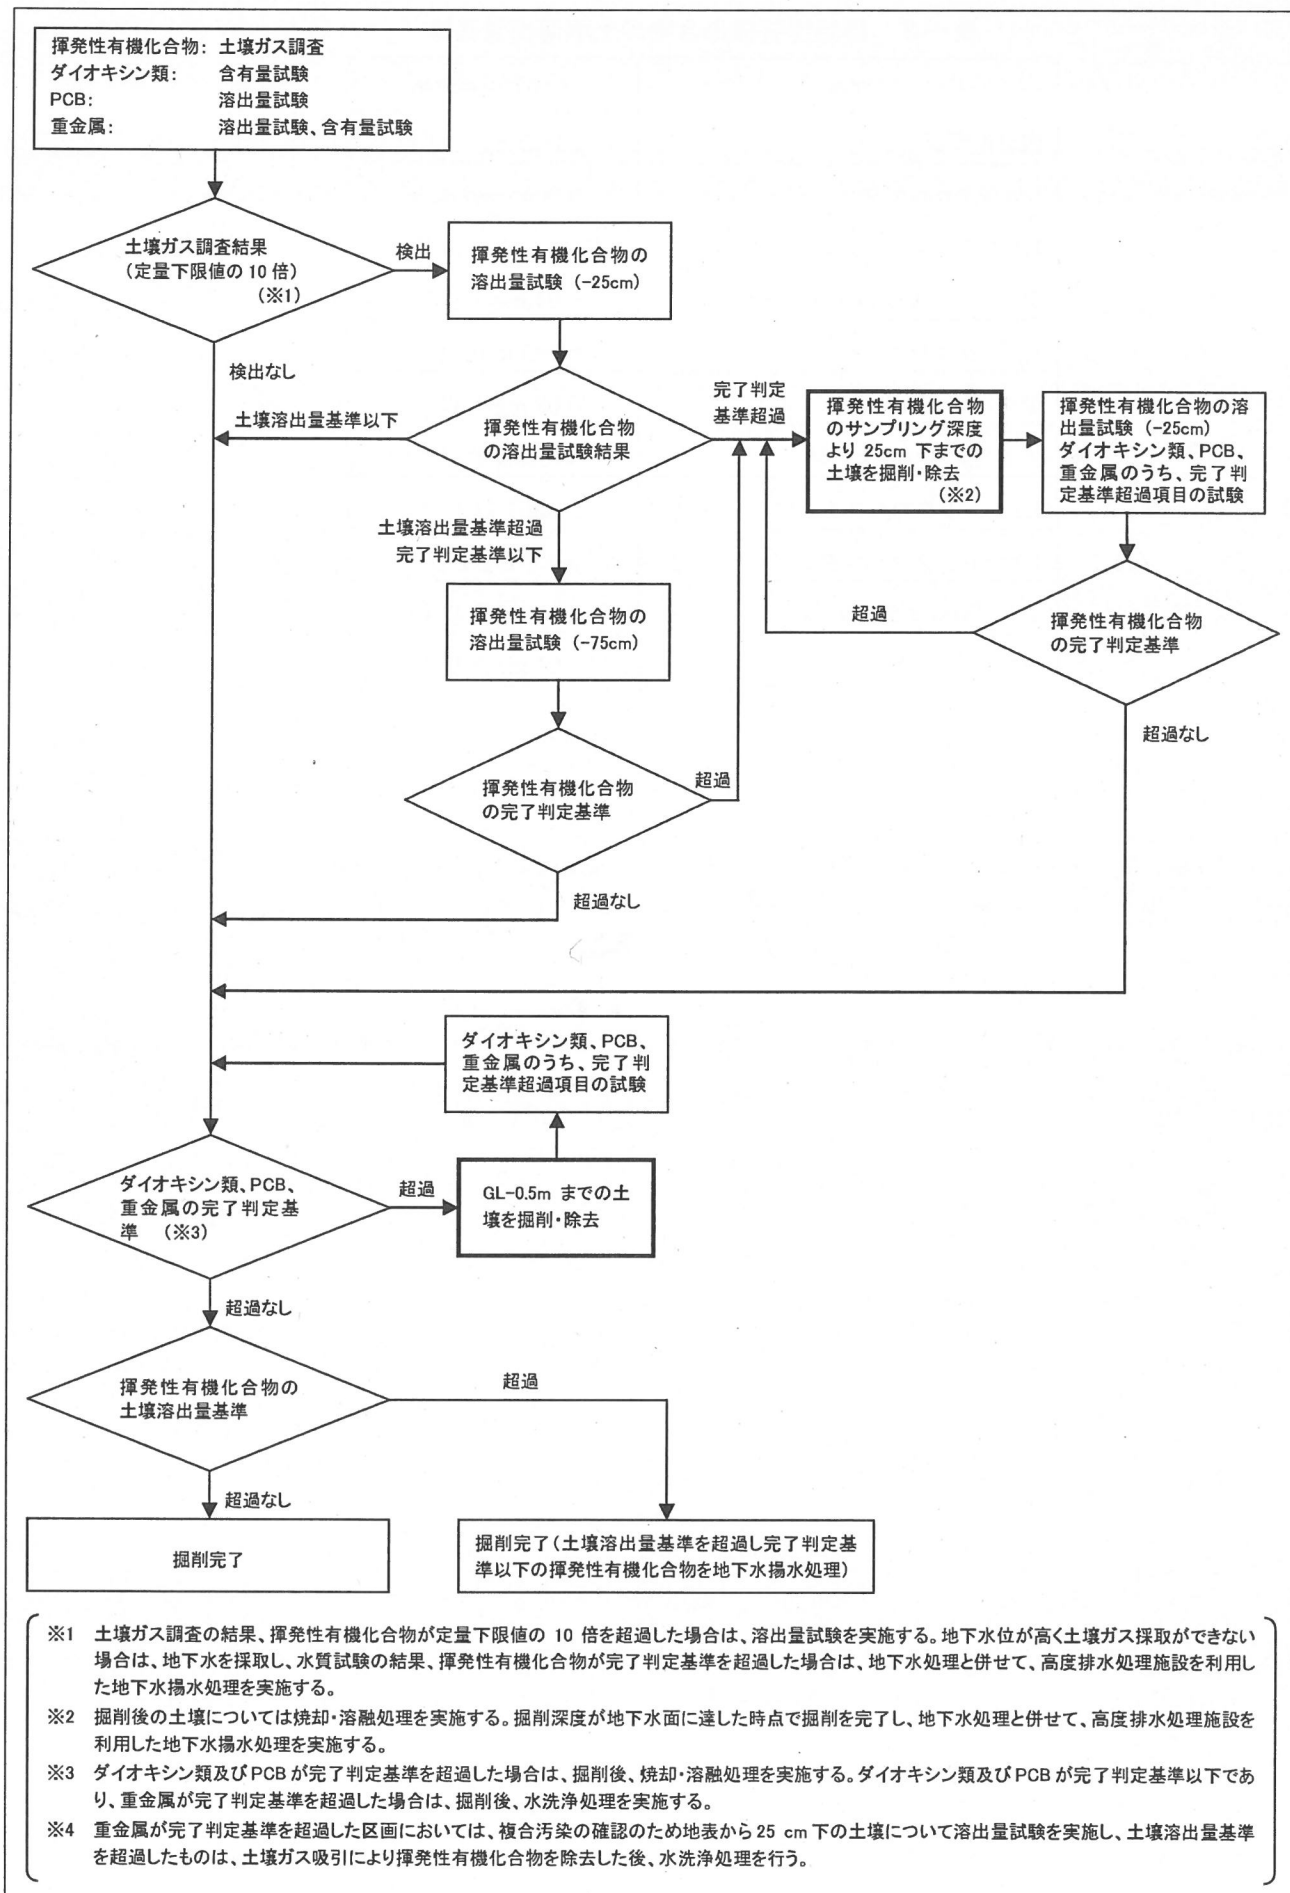 揮発性有機化合物: 土壌ガス調査
ダイオキシン類: 含有量試験
PCB: 溶出量試験
重金属: 溶出量試験、含有量試験
土壌ガス調査結果
(定量下限値の 10 倍)
(※1)
検出
揮発性有機化合物の
溶出量試験 (-25cm)
検出なし
土壌溶出量基準以下
揮発性有機化合物
の溶出量試験結果
完了判定
基準超過
揮発性有機化合物
のサンプリング深度
より 25cm 下までの
土壌を掘削・除去
(※2)
揮発性有機化合物の溶
出量試験 (-25cm)
ダイオキシン類、PCB、
重金属のうち、完了判
定基準超過項目の試験
土壌溶出量基準超過
完了判定基準以下
揮発性有機化合物の
溶出量試験 (-75cm)
超過
揮発性有機化合物
の完了判定基準
超過なし
揮発性有機化合物
の完了判定基準
超過
超過なし
ダイオキシン類、PCB、
重金属のうち、完了判
定基準超過項目の試験
ダイオキシン類、PCB、
重金属の完了判定基
準 (※3)
超過
GL-0.5m までの土
壌を掘削・除去
超過なし
揮発性有機化合物の
土壌溶出量基準
超過
超過なし
掘削完了
掘削完了(土壌溶出量基準を超過し完了判定基
準以下の揮発性有機化合物を地下水揚水処理)
※1 土壌ガス調査の結果、揮発性有機化合物が定量下限値の 10 倍を超過した場合は、溶出量試験を実施する。地下水位が高く土壌ガス採取ができない
場合は、地下水を採取し、水質試験の結果、揮発性有機化合物が完了判定基準を超過した場合は、地下水処理と併せて、高度排水処理施設を利用し
た地下水揚水処理を実施する。
※2 掘削後の土壌については焼却・溶融処理を実施する。掘削深度が地下水面に達した時点で掘削を完了し、地下水処理と併せて、高度排水処理施設を
利用した地下水揚水処理を実施する。
※3 ダイオキシン類及びPCBが完了判定基準を超過した場合は、掘削後、焼却・溶融処理を実施する。ダイオキシン類及びPCBが完了判定基準以下であ
り、重金属が完了判定基準を超過した場合は、掘削後、水洗浄処理を実施する。
※4 重金属が完了判定基準を超過した区画においては、複合汚染の確認のため地表から 25 cm 下の土壌について溶出量試験を実施し、土壌溶出量基準
を超過したものは、土壌ガス吸引により揮発性有機化合物を除去した後、水洗浄処理を行う。